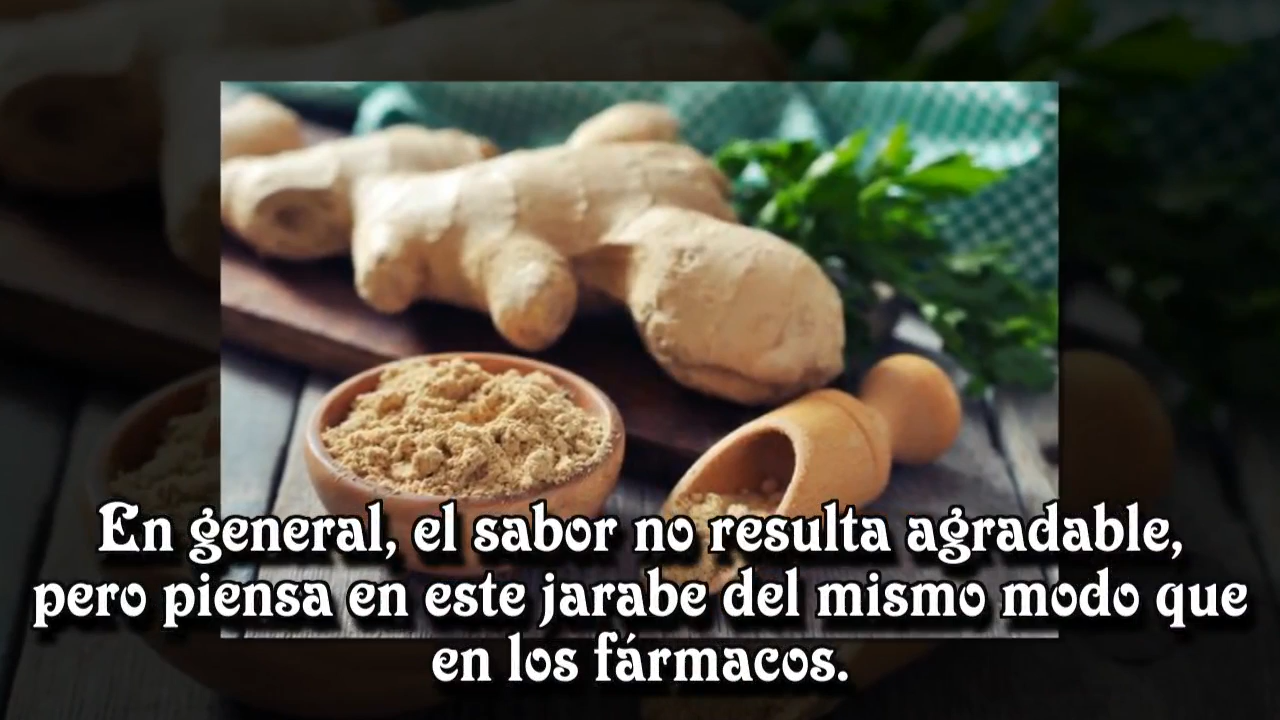 En general, el sabor no resulta agradable,
pero piensa en este jarabe del mismo modo que
en los fármacos.